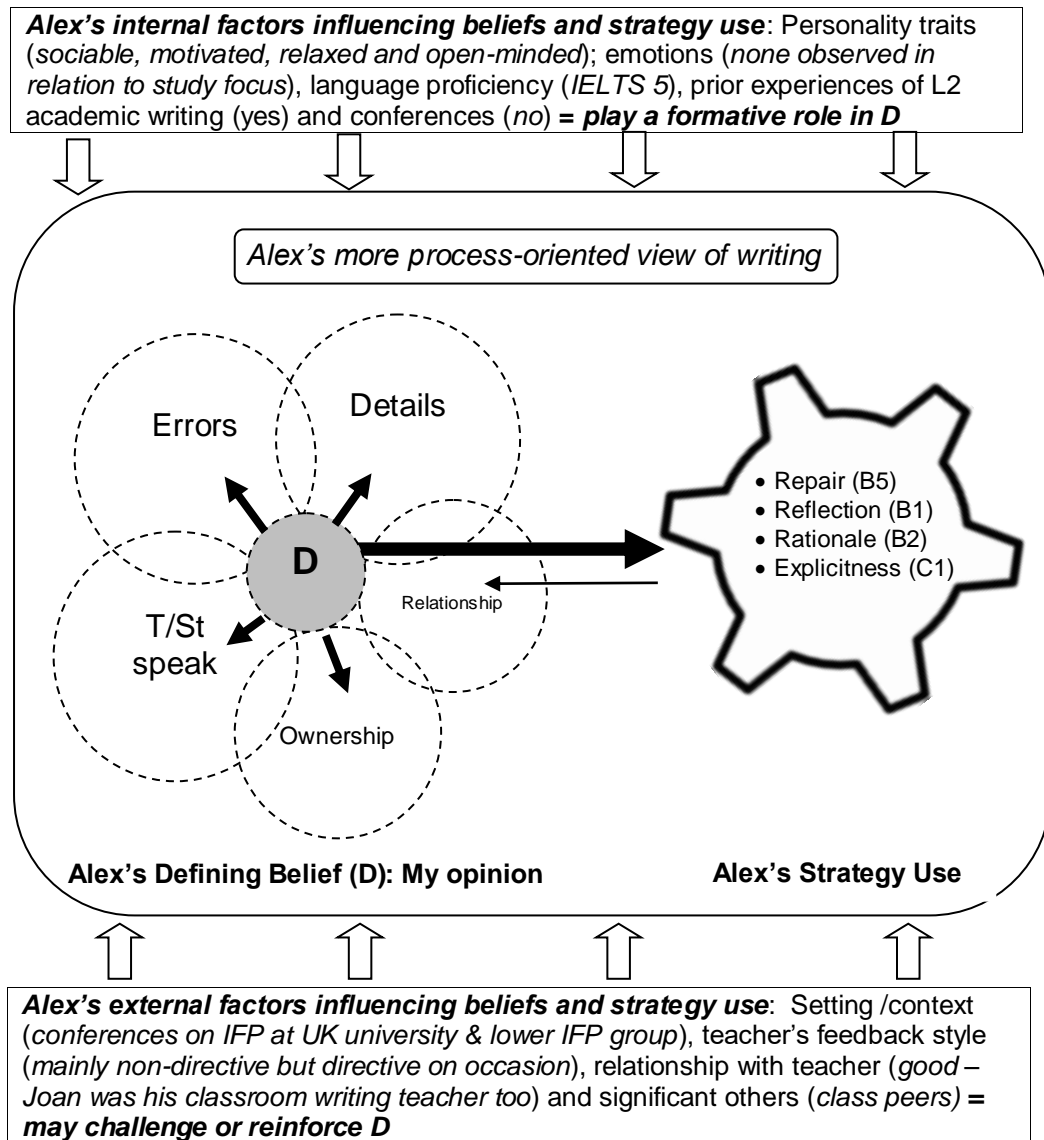 Alex's internal factors influencing beliefs and strategy use: Personality traits
(sociable, motivated, relaxed and open-minded); emotions (none observed in
relation to study focus), language proficiency (IELTS 5), prior experiences of L2
academic writing (yes) and conferences (no) = play a formative role in D
Alex's more process-oriented view of writing
Errors
Details
D
Relationship
T/St
speak
Ownership
• Repair (B5)
• Reflection (B1)
• Rationale (B2)
• Explicitness (C1)
Alex's Defining Belief (D): My opinion
Alex's Strategy Use
Alex's external factors influencing beliefs and strategy use: Setting /context
(conferences on IFP at UK university & lower IFP group), teacher's feedback style
(mainly non-directive but directive on occasion), relationship with teacher (good –
Joan was his classroom writing teacher too) and significant others (class peers) =
may challenge or reinforce D